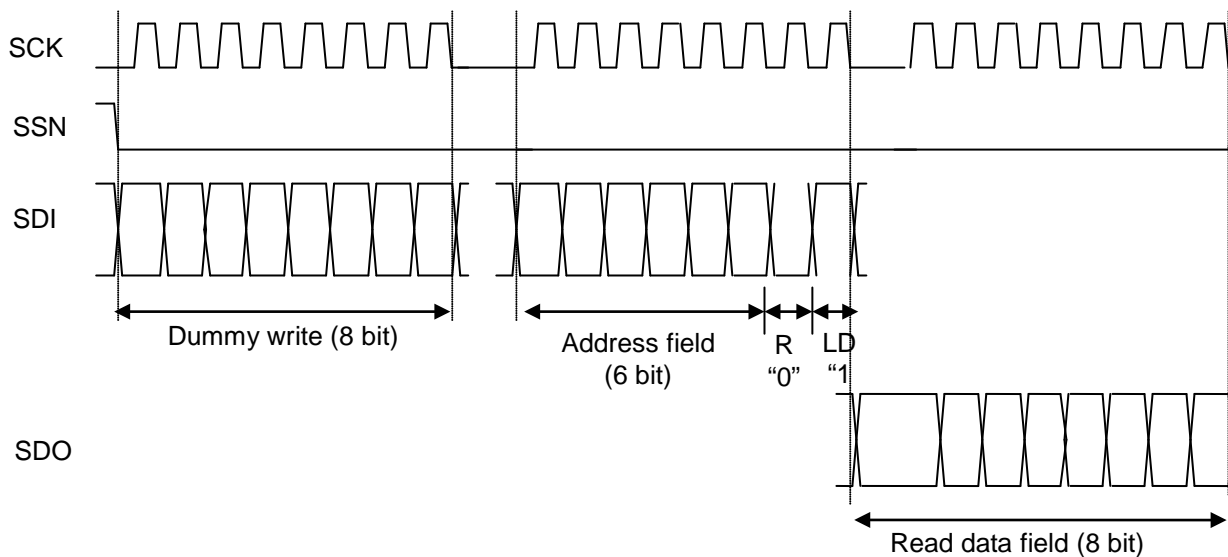 SCK
SSN
SDI
Dummy write (8 bit)
Address field
(6 bit)
R
“0”
LD
“1
SDO
Read data field (8 bit)